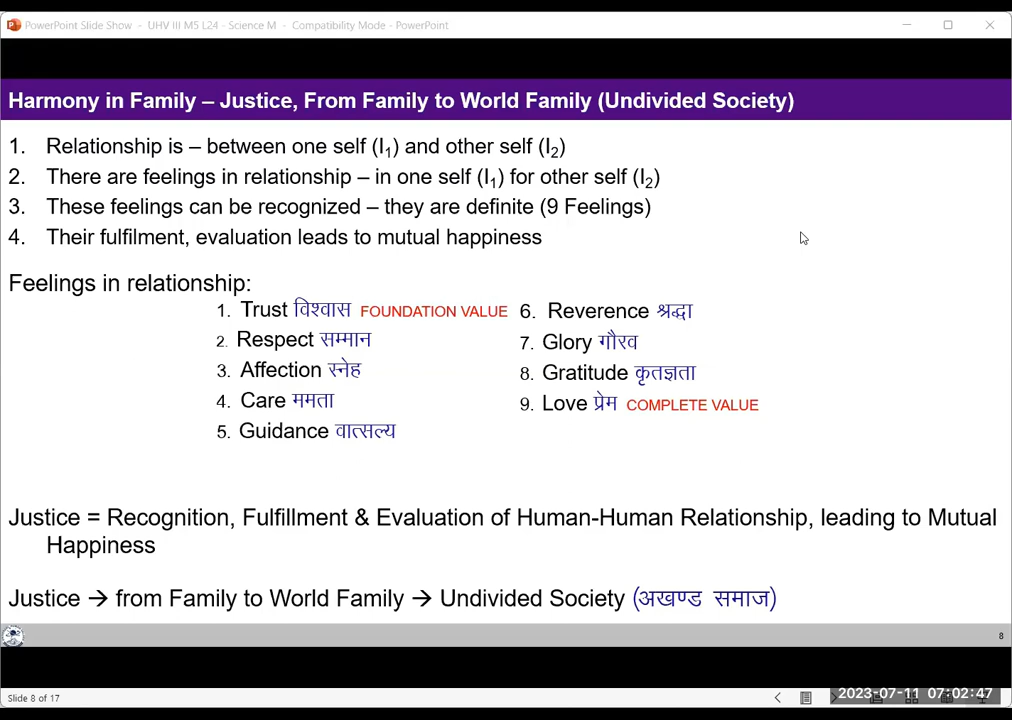 PowerPoint Slide Show - UHV III M5 L24 - Science M - Compatibility Mode - PowerPoint
Harmony in Family – Justice, From Family to World Family (Undivided Society)
1. Relationship is – between one self (I1) and other self (I2)
2. There are feelings in relationship – in one self (I1) for other self (I2)
3. These feelings can be recognized – they are definite (9 Feelings)
4. Their fulfilment, evaluation leads to mutual happiness
Feelings in relationship:
1. Trust विश्वास FOUNDATION VALUE
2. Respect सम्मान
3. Affection स्नेह
4. Care ममता
5. Guidance वात्सल्य
6. Reverence श्रद्धा
7. Glory गौरव
8. Gratitude कृतज्ञता
9. Love प्रेम COMPLETE VALUE
Justice = Recognition, Fulfillment & Evaluation of Human-Human Relationship, leading to Mutual
Happiness
Justice → from Family to World Family → Undivided Society (अखण्ड समाज)
8
Slide 8 of 17
2023-07-11 07:02:47